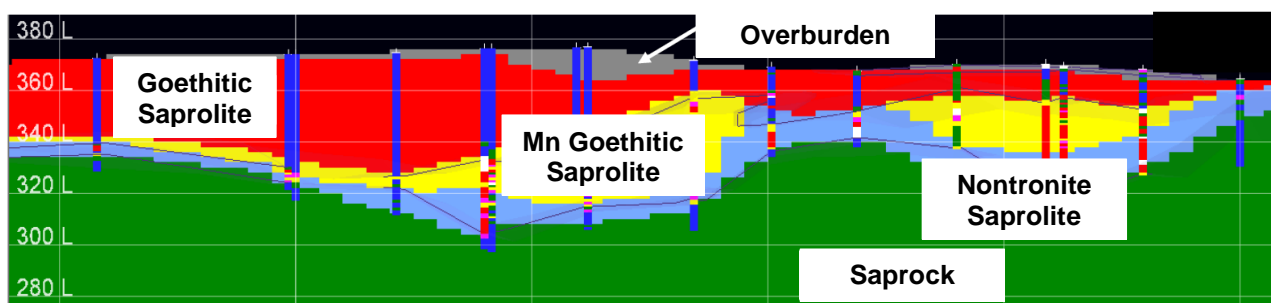 380 L
Overburden
360 L
Goethitic
Saprolite
340 L
Mn Goethitic
Saprolite
320 L
Nontronite
Saprolite
300 L
Saprock
280 L